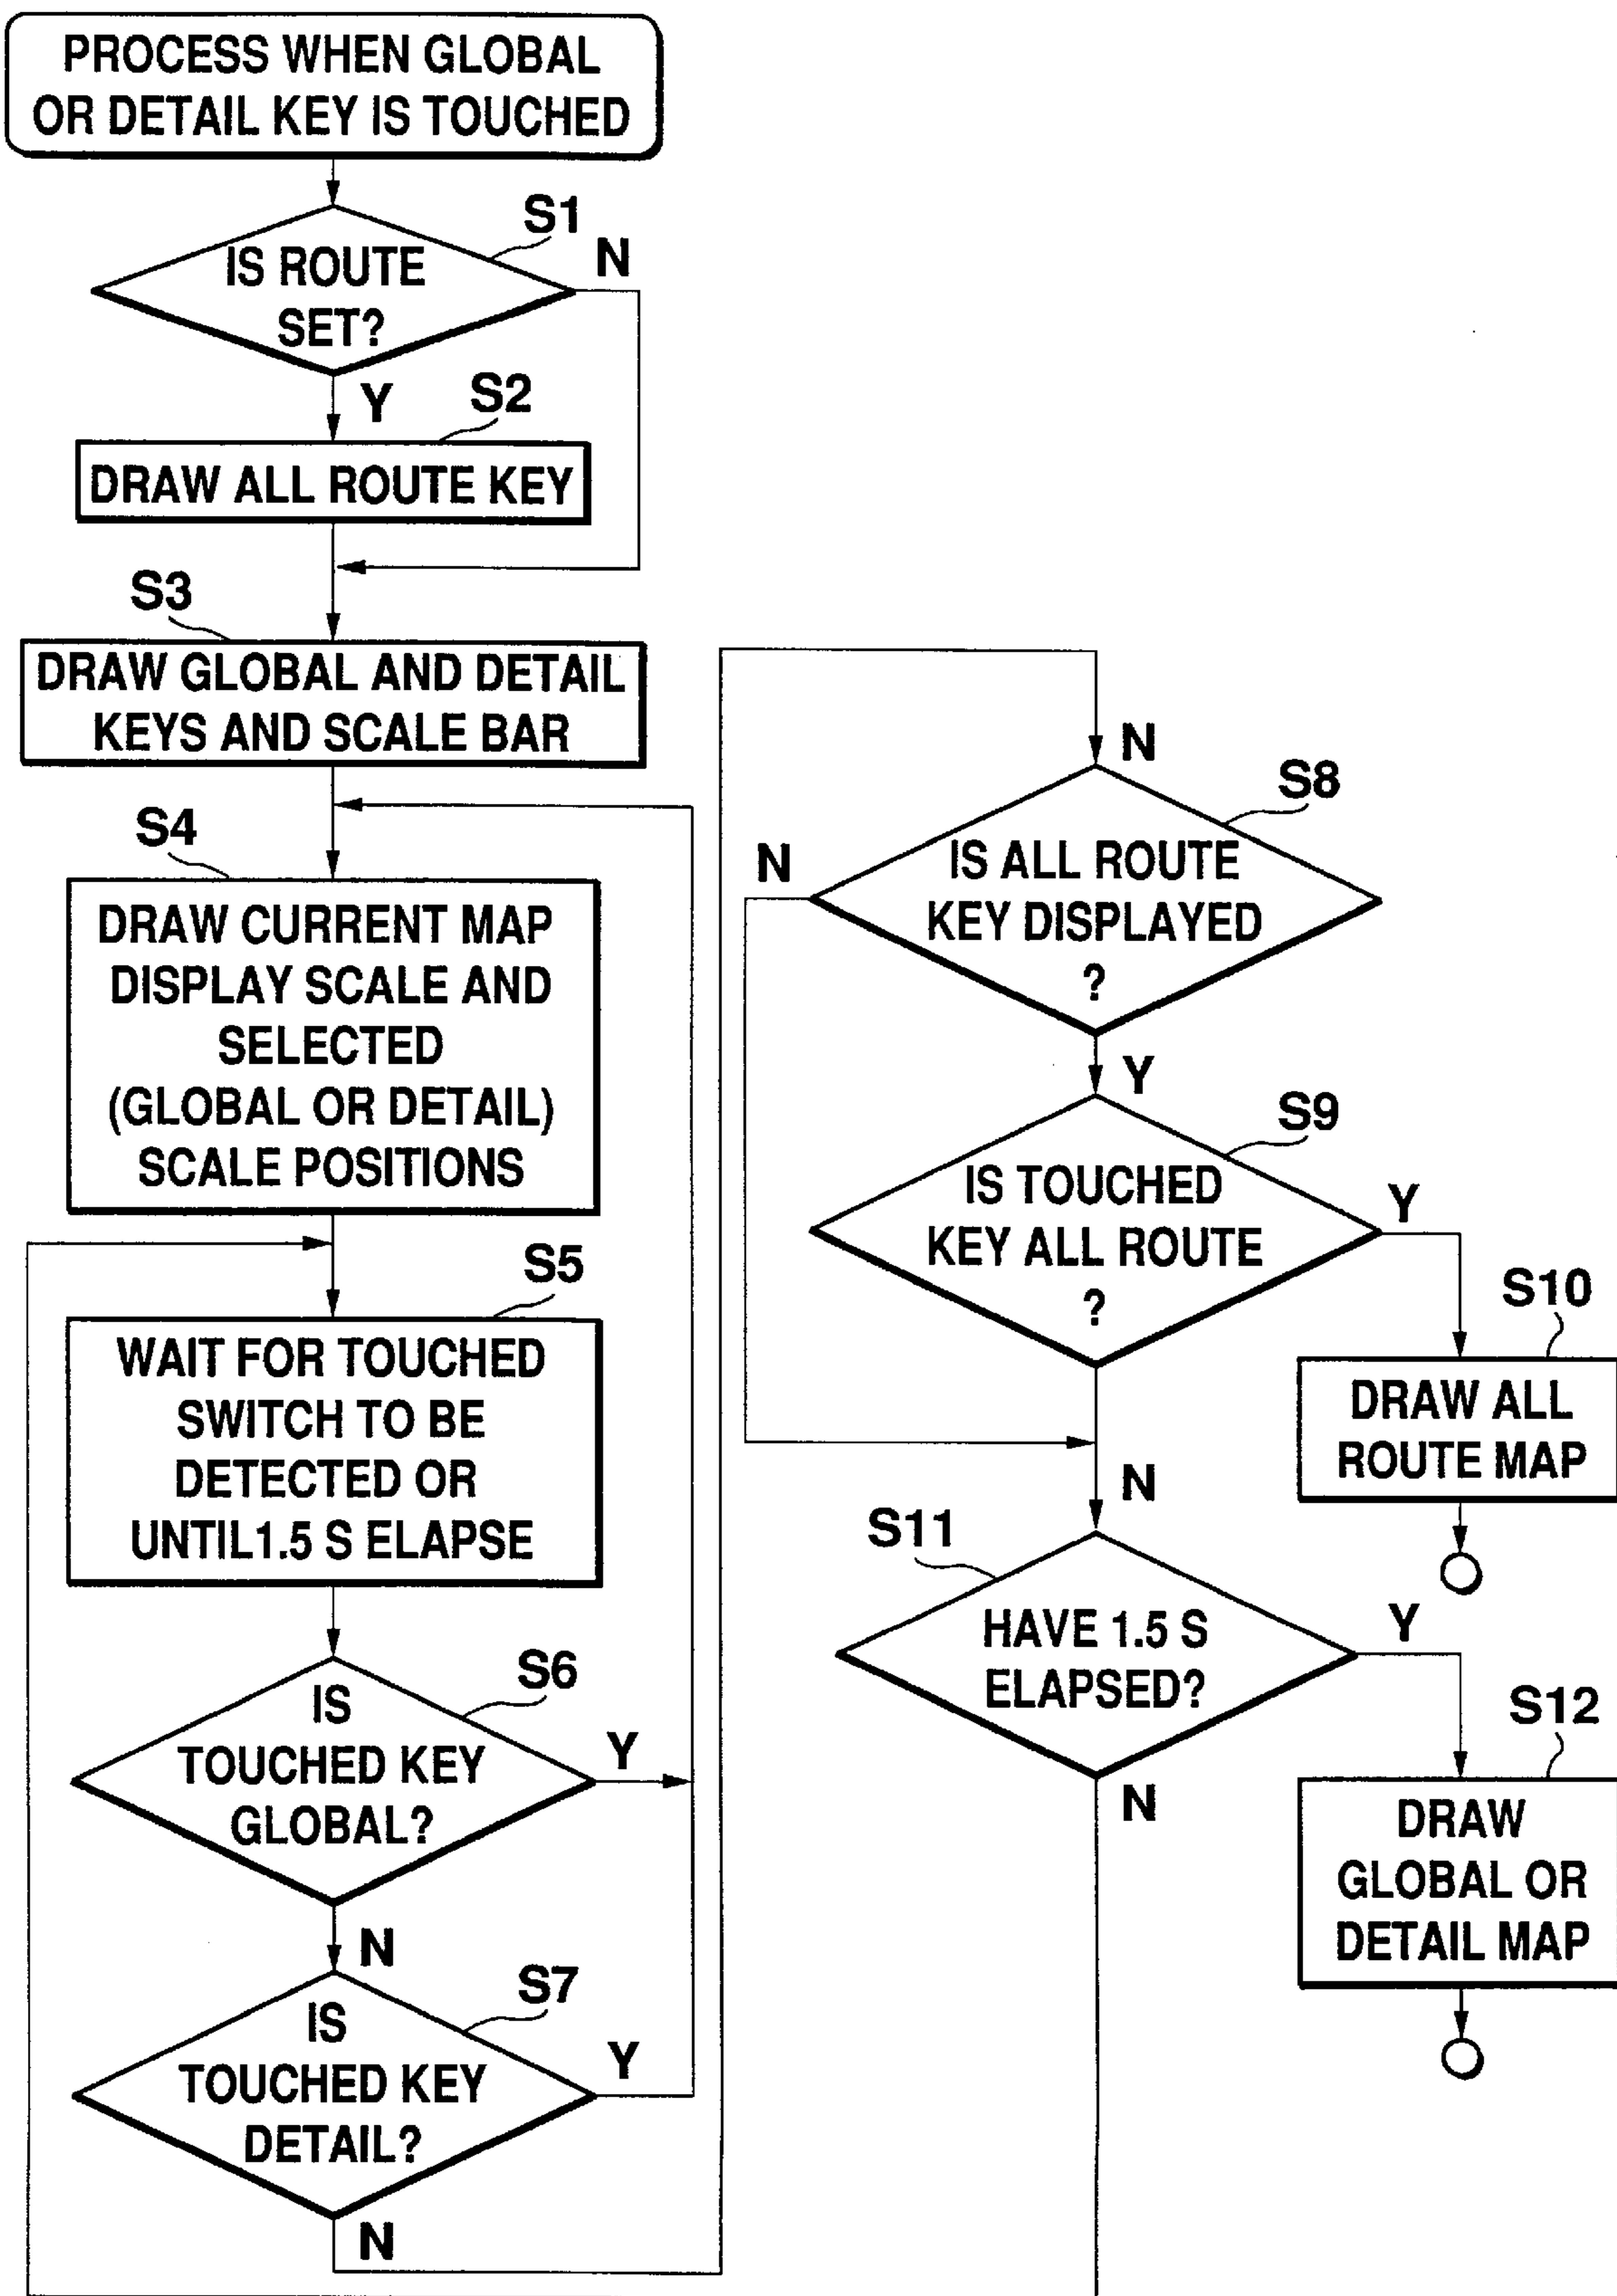 PROCESS WHEN GLOBAL
OR DETAIL KEY IS TOUCHED
S1
IS ROUTE
SET?
N
Y
S2
DRAW ALL ROUTE KEY
S3
DRAW GLOBAL AND DETAIL
KEYS AND SCALE BAR
S4
DRAW CURRENT MAP
DISPLAY SCALE AND
SELECTED
(GLOBAL OR DETAIL)
SCALE POSITIONS
S5
WAIT FOR TOUCHED
SWITCH TO BE
DETECTED OR
UNTIL1.5 S ELAPSE
S6
IS
TOUCHED KEY
GLOBAL?
Y
N
S7
IS
TOUCHED KEY
DETAIL?
Y
N
N
S8
IS ALL ROUTE
KEY DISPLAYED
?
N
Y
S9
IS TOUCHED
KEY ALL ROUTE
?
Y
S10
DRAW ALL
ROUTE MAP
N
S11
HAVE 1.5 S
ELAPSED?
Y
N
S12
DRAW
GLOBAL OR
DETAIL MAP